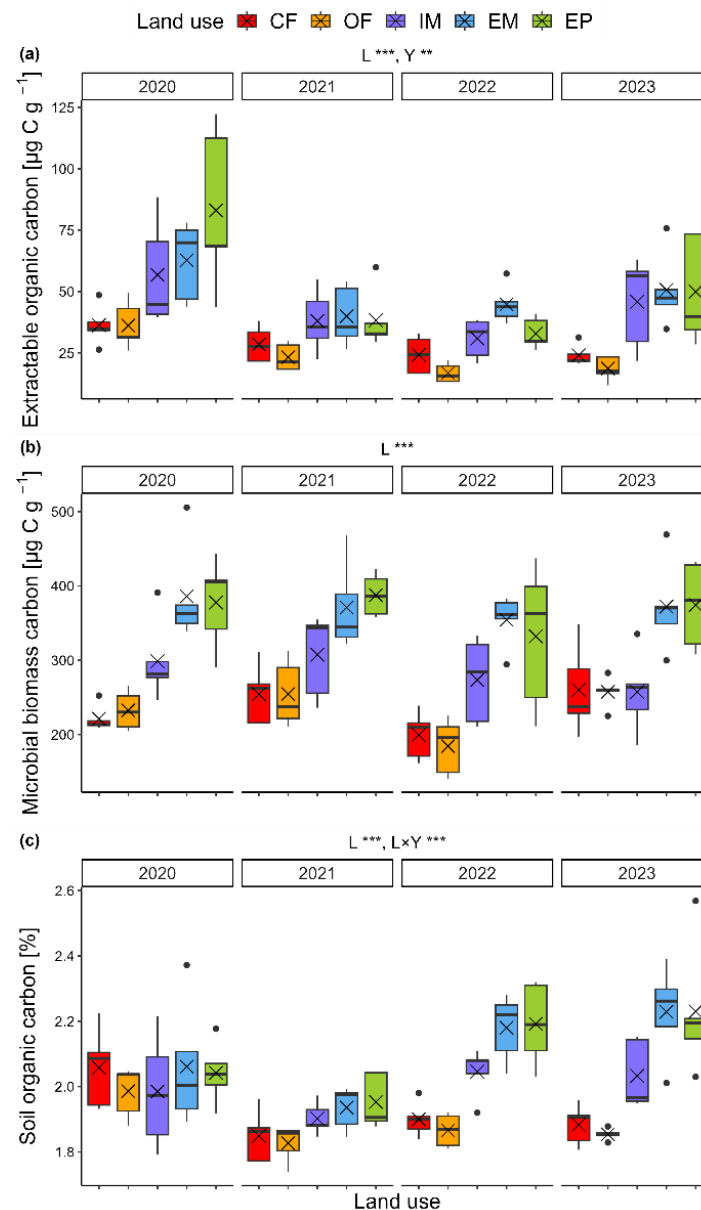 Land use CF OF IM EM EP
(a) L ***, Y **
2020 2021 2022 2023
Extractable organic carbon [µg C g −1]
125
100
75
50
25
(b) L ***
2020 2021 2022 2023
Microbial biomass carbon [µg C g −1]
500
400
300
200
(c) L ***, L×Y ***
2020 2021 2022 2023
Soil organic carbon [%]
2.6
2.4
2.2
2.0
1.8
Land use